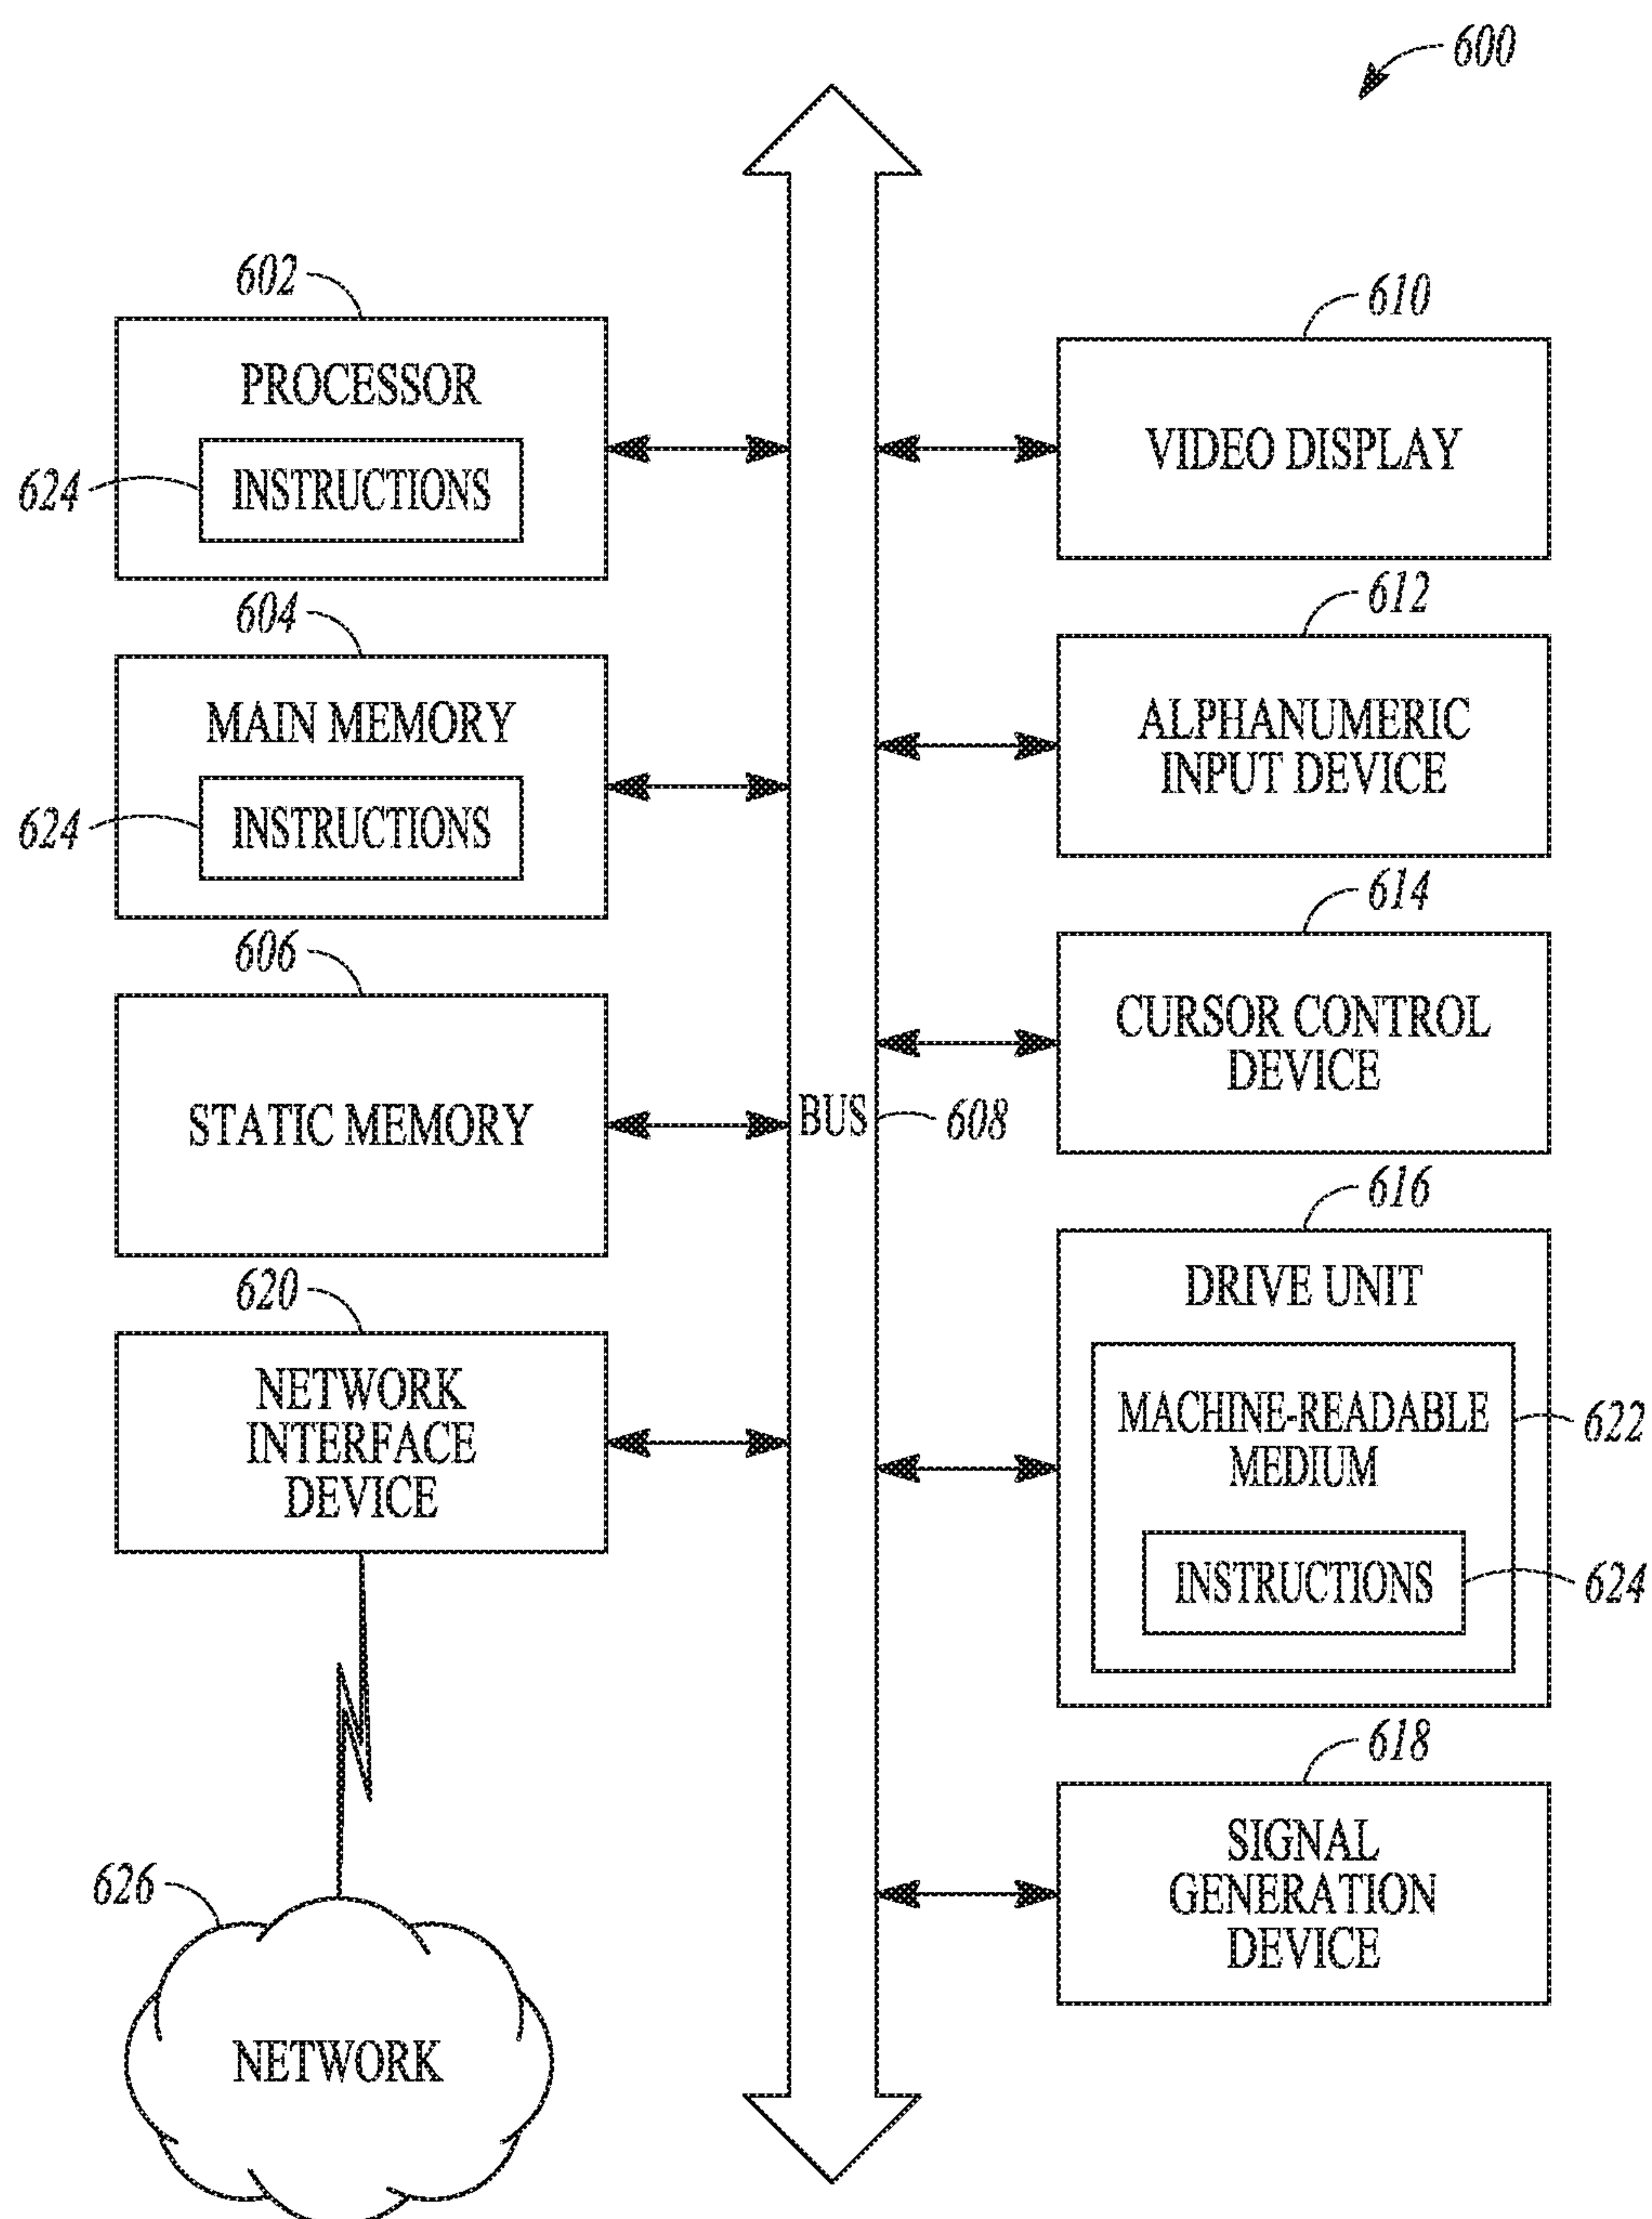 600
602
PROCESSOR
624
INSTRUCTIONS
604
MAIN MEMORY
624
INSTRUCTIONS
606
STATIC MEMORY
620
NETWORK
INTERFACE
DEVICE
626
NETWORK
BUS
608
610
VIDEO DISPLAY
612
ALPHANUMERIC
INPUT DEVICE
614
CURSOR CONTROL
DEVICE
616
DRIVE UNIT
MACHINE-READABLE
MEDIUM
622
INSTRUCTIONS
624
618
SIGNAL
GENERATION
DEVICE